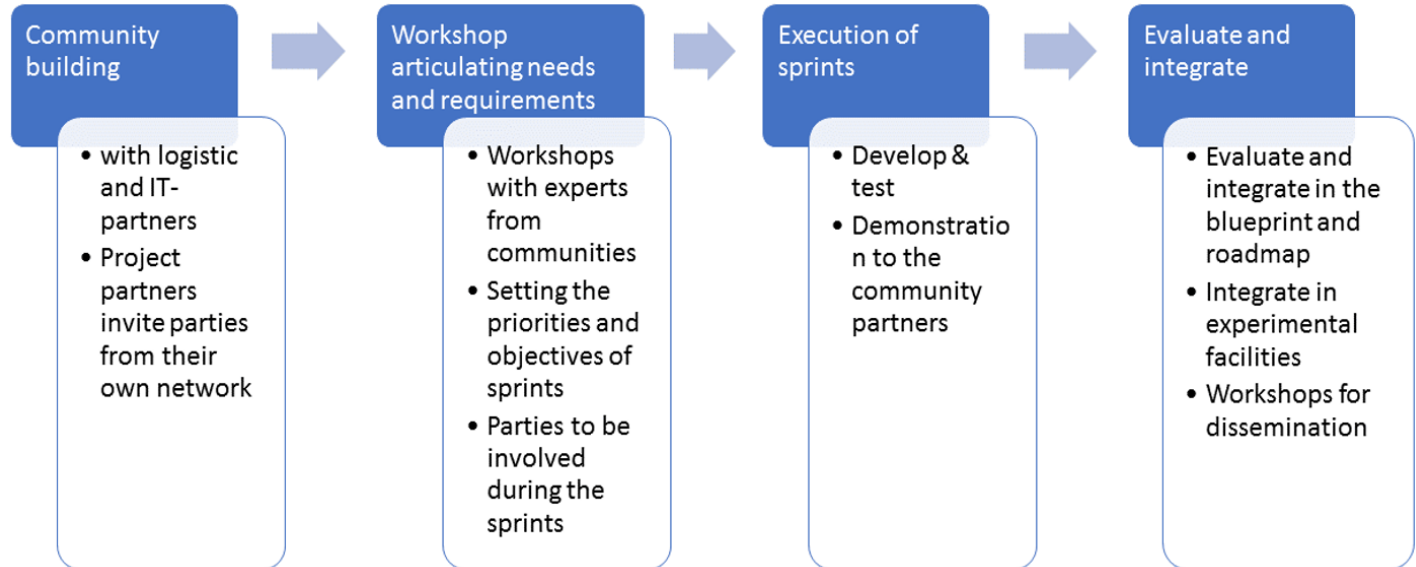 Community
building
• with logistic
and IT-
partners
• Project
partners
invite parties
from their
own network
Workshop
articulating needs
and requirements
• Workshops
with experts
from
communities
• Setting the
priorities and
objectives of
sprints
• Parties to be
involved
during the
sprints
Execution of
sprints
• Develop &
test
• Demonstratio
n to the
community
partners
Evaluate and
integrate
• Evaluate and
integrate in the
blueprint and
roadmap
• Integrate in
experimental
facilities
• Workshops for
dissemination